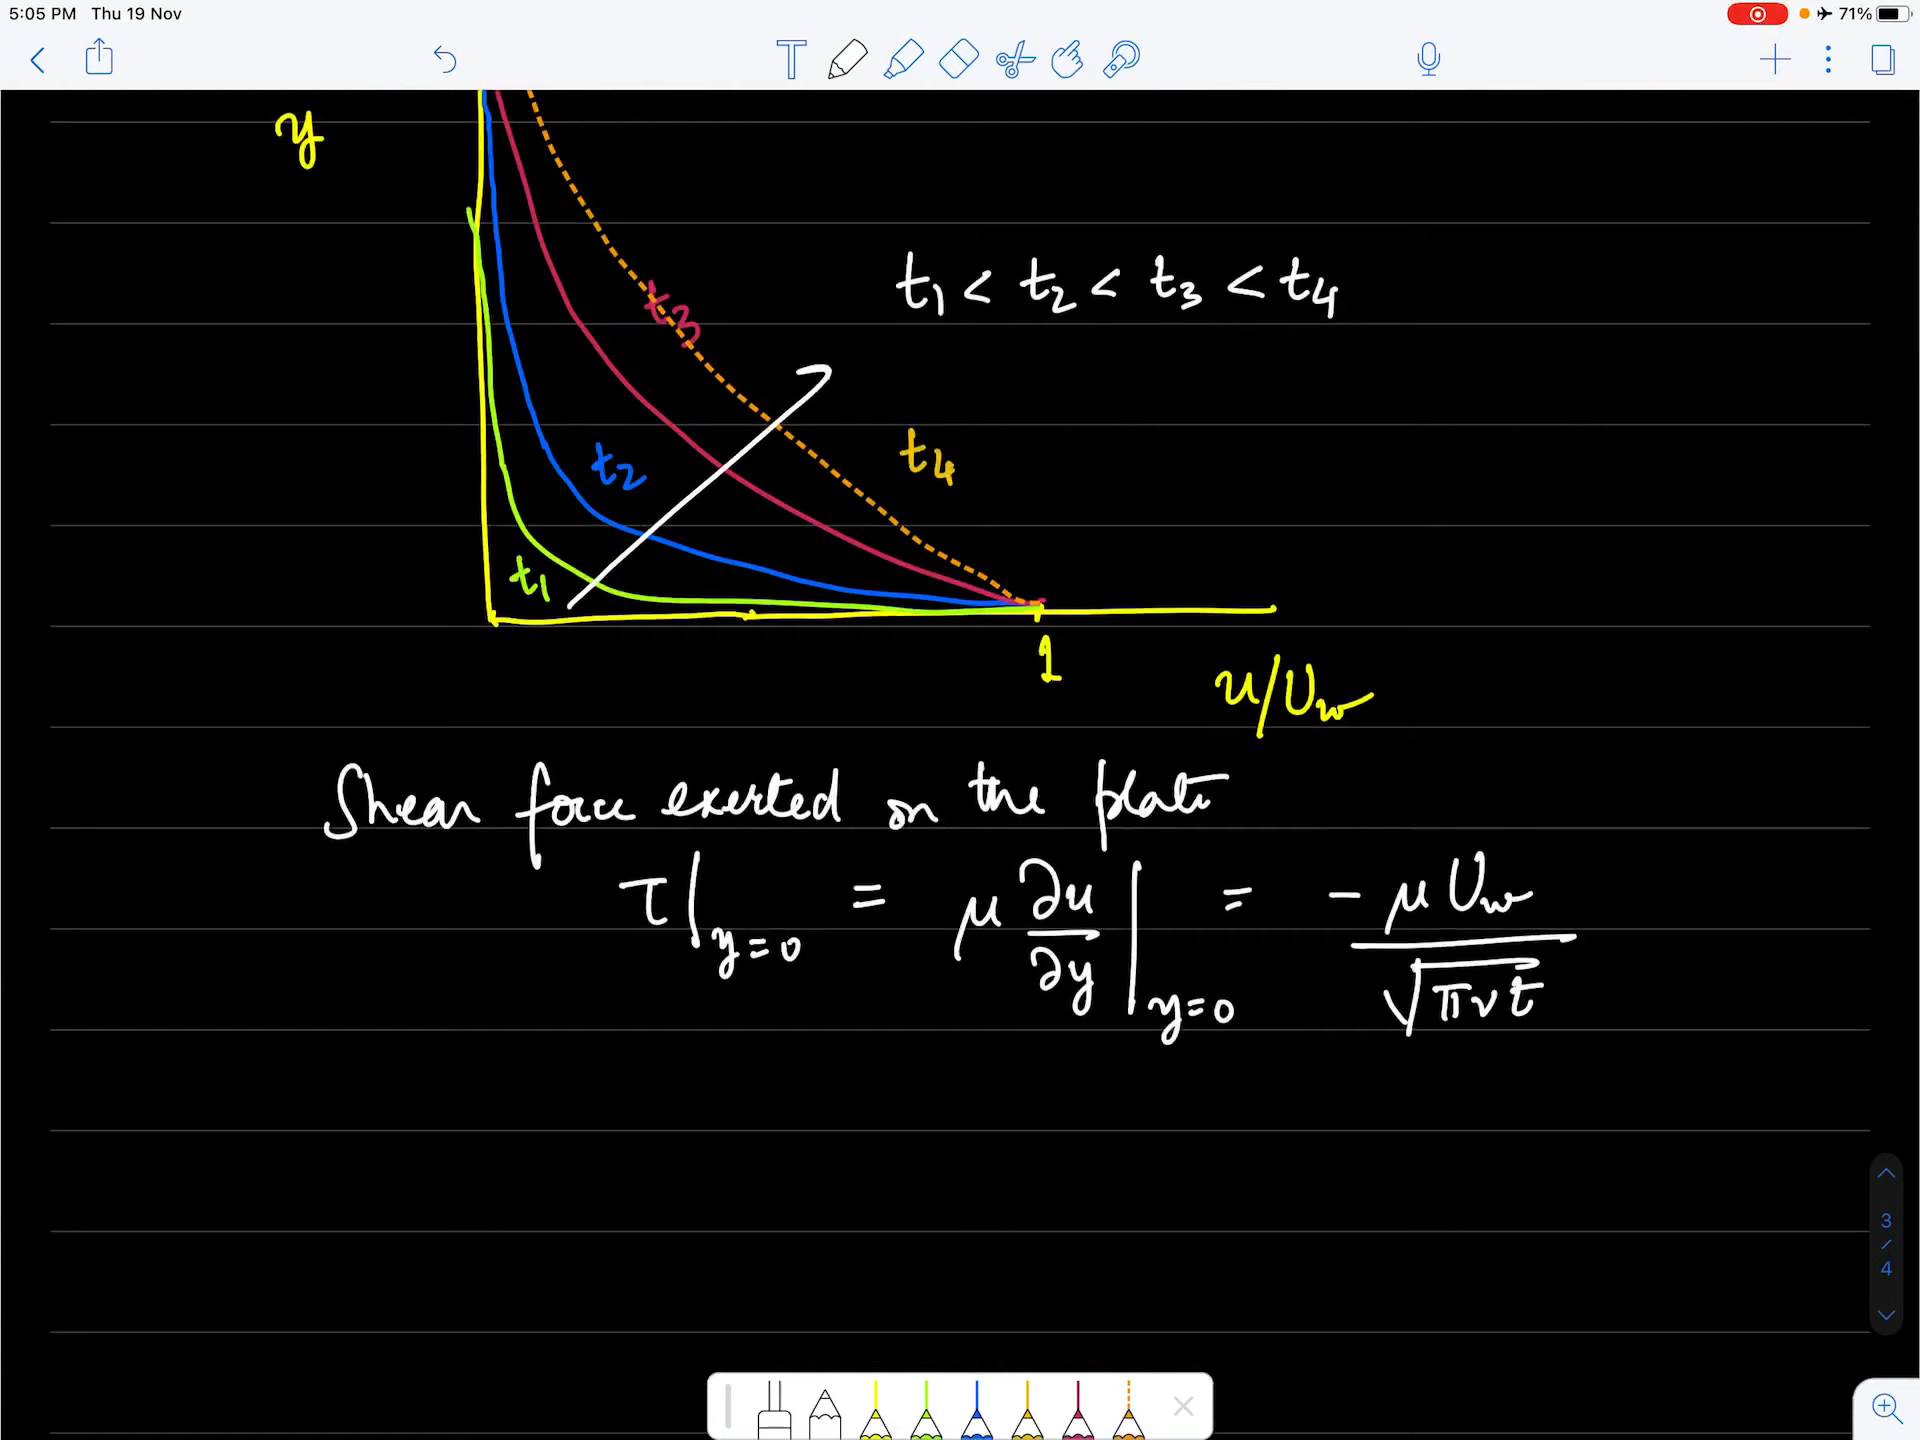 5:05 PM Thu 19 Nov
71%
T
y
t₁ < t₂ < t₃ < t₄
t₃
t₄
t₂
t₁
1
u/U_w
Shear force exerted on the plate
τ|_{y=0} = μ ∂u/∂y |_{y=0} = -μ U_w / √(πνt)
3
/
4